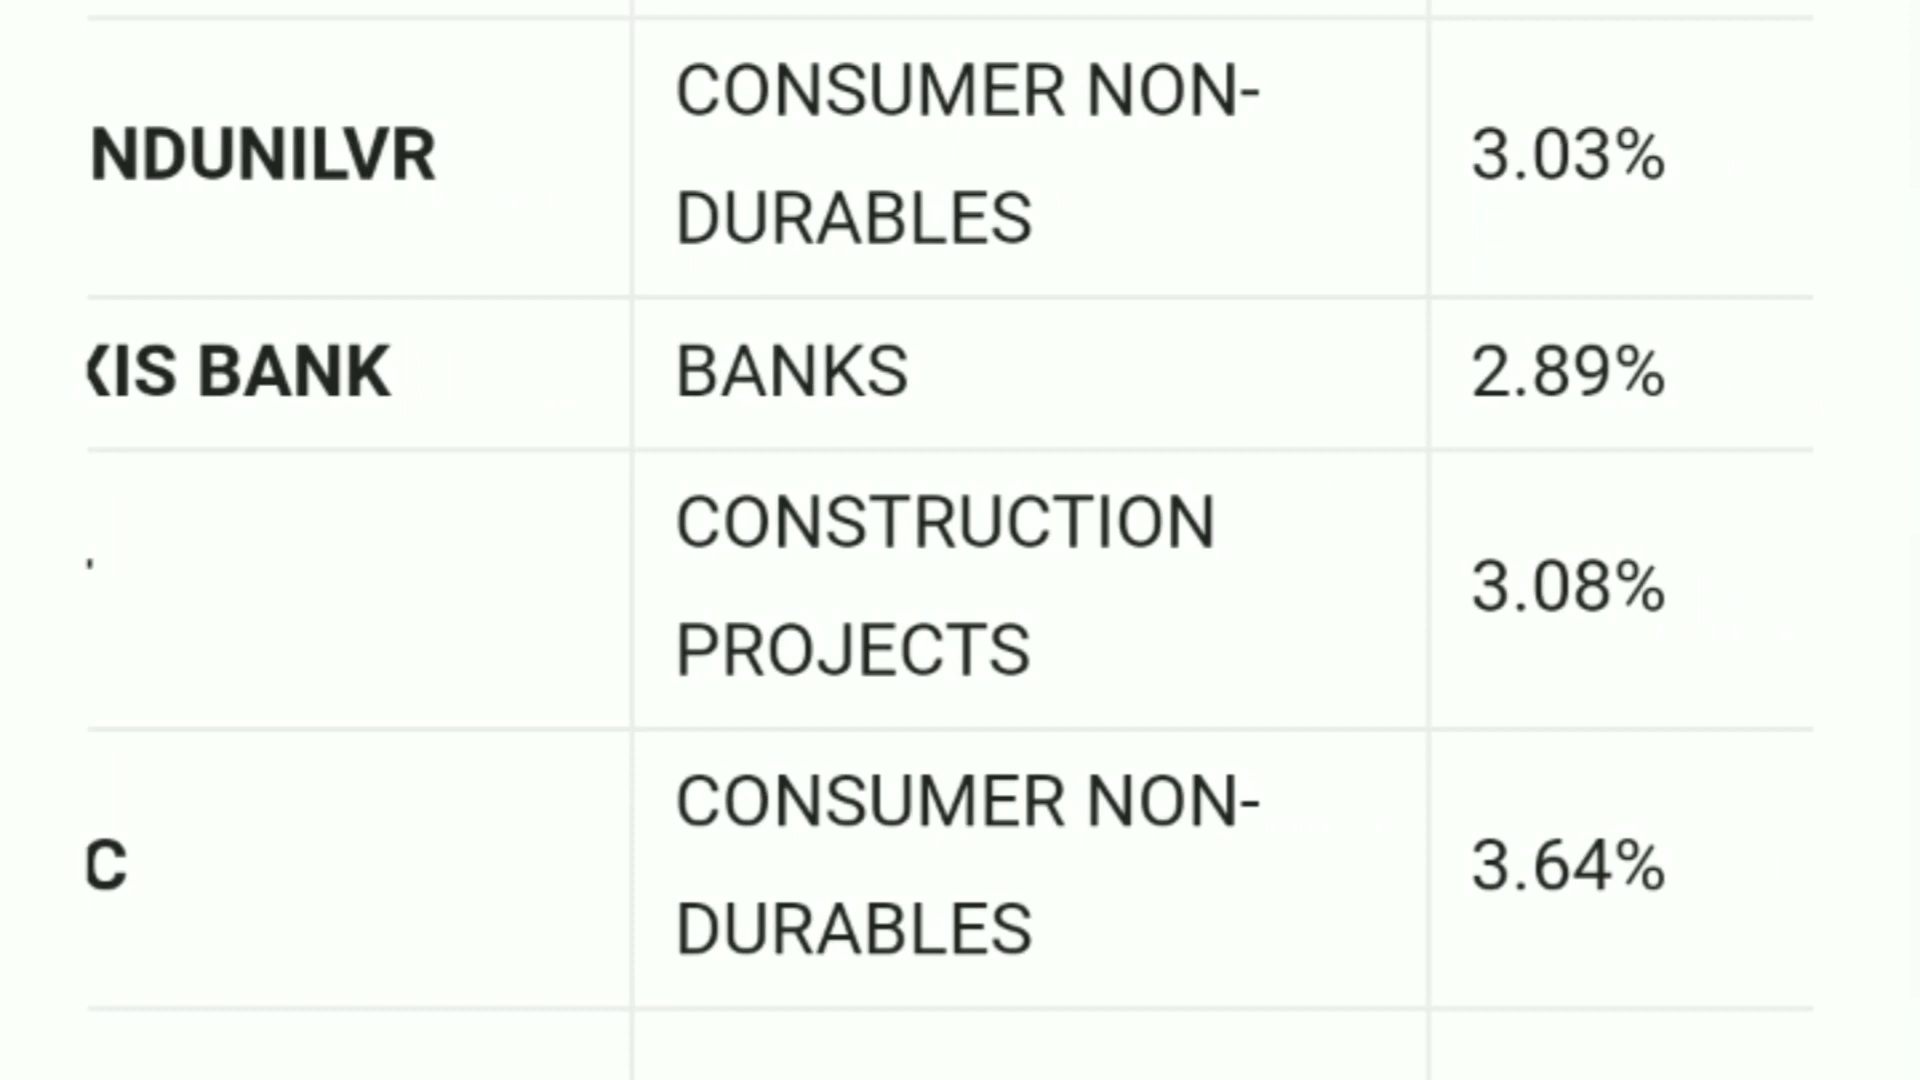 CONSUMER NON-
NDUNILVR 3.03%
DURABLES
IS BANK BANKS 2.89%
CONSTRUCTION
3.08%
PROJECTS
CONSUMER NON-
C 3.64%
DURABLES